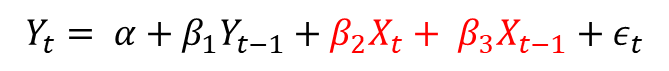 Yₜ = α + β₁Yₜ₋₁ + β₂Xₜ + β₃Xₜ₋₁ + ϵₜ